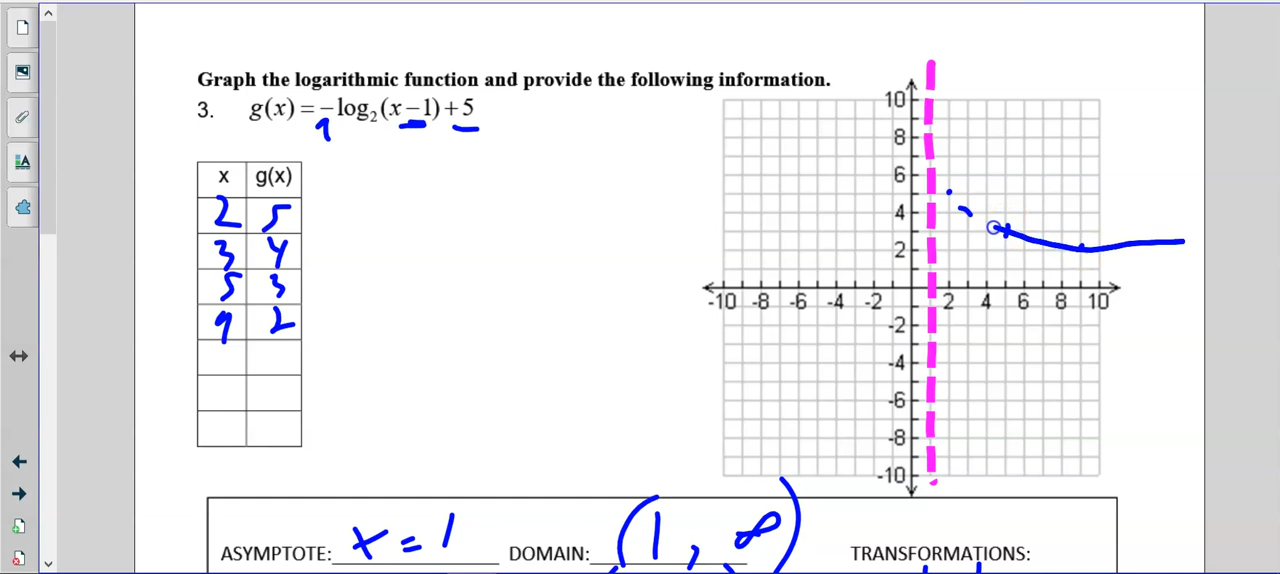 Graph the logarithmic function and provide the following information.
3. g(x) = −log₂(x−1)+5
x g(x)
2 5
3 4
5 3
9 2
10
8
6
4
2
-10 -8 -6 -4 -2 2 4 6 8 10
-2
-4
-6
-8
-10
ASYMPTOTE: x = 1 DOMAIN: (1, ∞) TRANSFORMATIONS: